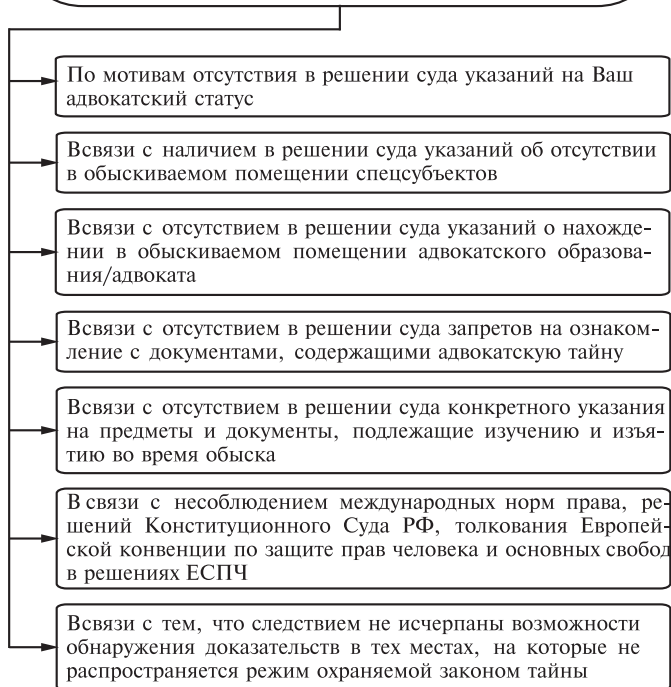 По мотивам отсутствия в решении суда указаний на Ваш
адвокатский статус
Всвязи с наличием в решении суда указаний об отсутствии
в обыскиваемом помещении спецсубъектов
Всвязи с отсутствием в решении суда указаний о нахожде-
нии в обыскиваемом помещении адвокатского образова-
ния/адвоката
Всвязи с отсутствием в решении суда запретов на ознаком-
ление с документами, содержащими адвокатскую тайну
Всвязи с отсутствием в решении суда конкретного указания
на предметы и документы, подлежащие изучению и изъя-
тию во время обыска
В связи с несоблюдением международных норм права, ре-
шений Конституционного Суда РФ, толкования Европей-
ской конвенции по защите прав человека и основных свобод
в решениях ЕСПЧ
Всвязи с тем, что следствием не исчерпаны возможности
обнаружения доказательств в тех местах, на которые не
распространяется режим охраняемой законом тайны